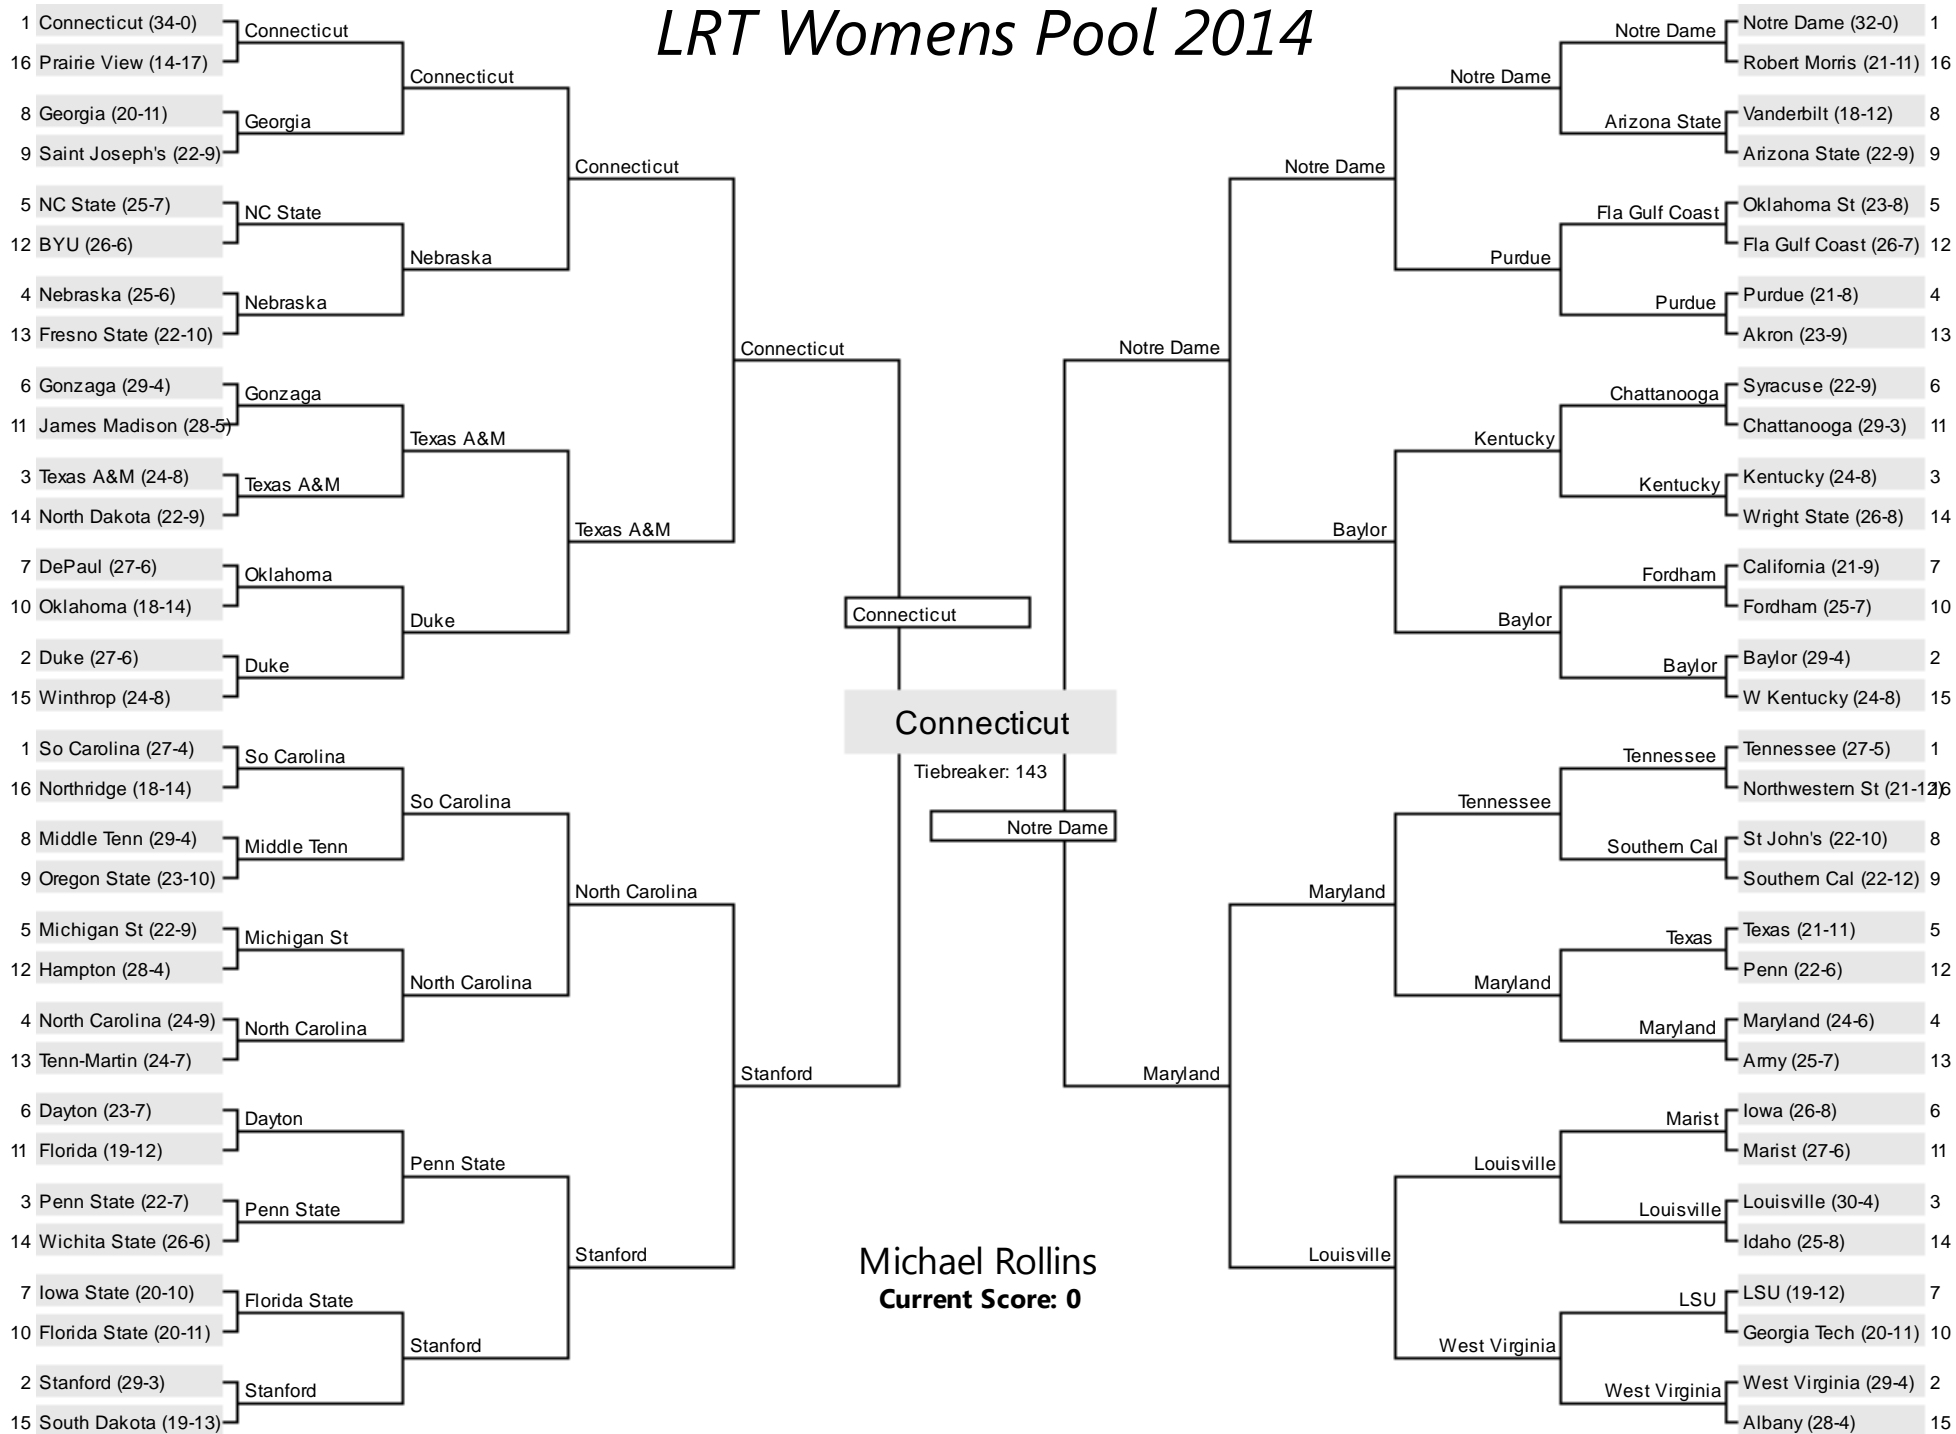 LRT Womens Pool 2014
1 Connecticut (34-0)
16 Prairie View (14-17)
8 Georgia (20-11)
9 Saint Joseph's (22-9)
5 NC State (25-7)
12 BYU (26-6)
4 Nebraska (25-6)
13 Fresno State (22-10)
6 Gonzaga (29-4)
11 James Madison (28-5)
3 Texas A&M (24-8)
14 North Dakota (22-9)
7 DePaul (27-6)
10 Oklahoma (18-14)
2 Duke (27-6)
15 Winthrop (24-8)
1 So Carolina (27-4)
16 Northridge (18-14)
8 Middle Tenn (29-4)
9 Oregon State (23-10)
5 Michigan St (22-9)
12 Hampton (28-4)
4 North Carolina (24-9)
13 Tenn-Martin (24-7)
6 Dayton (23-7)
11 Florida (19-12)
3 Penn State (22-7)
14 Wichita State (26-6)
7 Iowa State (20-10)
10 Florida State (20-11)
2 Stanford (29-3)
15 South Dakota (19-13)
Connecticut
Georgia
NC State
Nebraska
Gonzaga
Texas A&M
Oklahoma
Duke
So Carolina
Middle Tenn
Michigan St
North Carolina
Dayton
Penn State
Florida State
Stanford
Connecticut
Nebraska
Texas A&M
Duke
So Carolina
North Carolina
Penn State
Stanford
Connecticut
Texas A&M
North Carolina
Stanford
Connecticut
Stanford
Connecticut
Connecticut
Tiebreaker: 143
Notre Dame
Michael Rollins
Current Score: 0
Notre Dame
Maryland
Notre Dame
Baylor
Maryland
Louisville
Notre Dame
Purdue
Kentucky
Baylor
Tennessee
Maryland
Louisville
West Virginia
Notre Dame
Arizona State
Fla Gulf Coast
Purdue
Chattanooga
Kentucky
Fordham
Baylor
Tennessee
Southern Cal
Texas
Maryland
Marist
Louisville
LSU
West Virginia
Notre Dame (32-0) 1
Robert Morris (21-11) 16
Vanderbilt (18-12) 8
Arizona State (22-9) 9
Oklahoma St (23-8) 5
Fla Gulf Coast (26-7) 12
Purdue (21-8) 4
Akron (23-9) 13
Syracuse (22-9) 6
Chattanooga (29-3) 11
Kentucky (24-8) 3
Wright State (26-8) 14
California (21-9) 7
Fordham (25-7) 10
Baylor (29-4) 2
W Kentucky (24-8) 15
Tennessee (27-5) 1
Northwestern St (21-12) 16
St John's (22-10) 8
Southern Cal (22-12) 9
Texas (21-11) 5
Penn (22-6) 12
Maryland (24-6) 4
Army (25-7) 13
Iowa (26-8) 6
Marist (27-6) 11
Louisville (30-4) 3
Idaho (25-8) 14
LSU (19-12) 7
Georgia Tech (20-11) 10
West Virginia (29-4) 2
Albany (28-4) 15